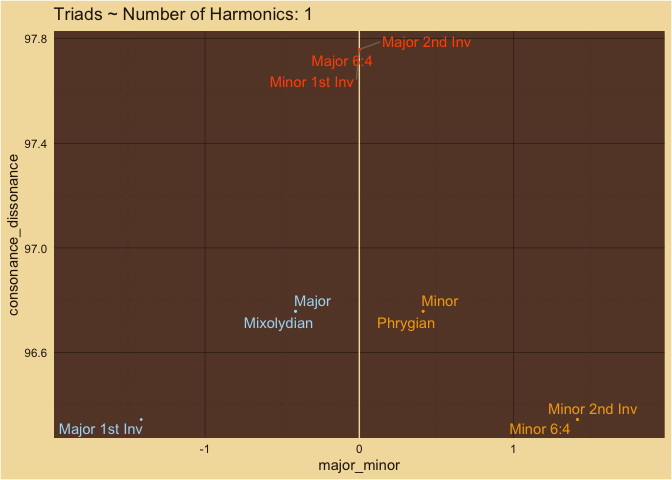 Triads ~ Number of Harmonics: 1
97.8
Major 2nd Inv
Major 6:4
Minor 1st Inv
97.4
consonance_dissonance
97.0
Major
Minor
Mixolydian
Phrygian
96.6
Minor 2nd Inv
Major 1st Inv
Minor 6:4
-1
0
1
major_minor